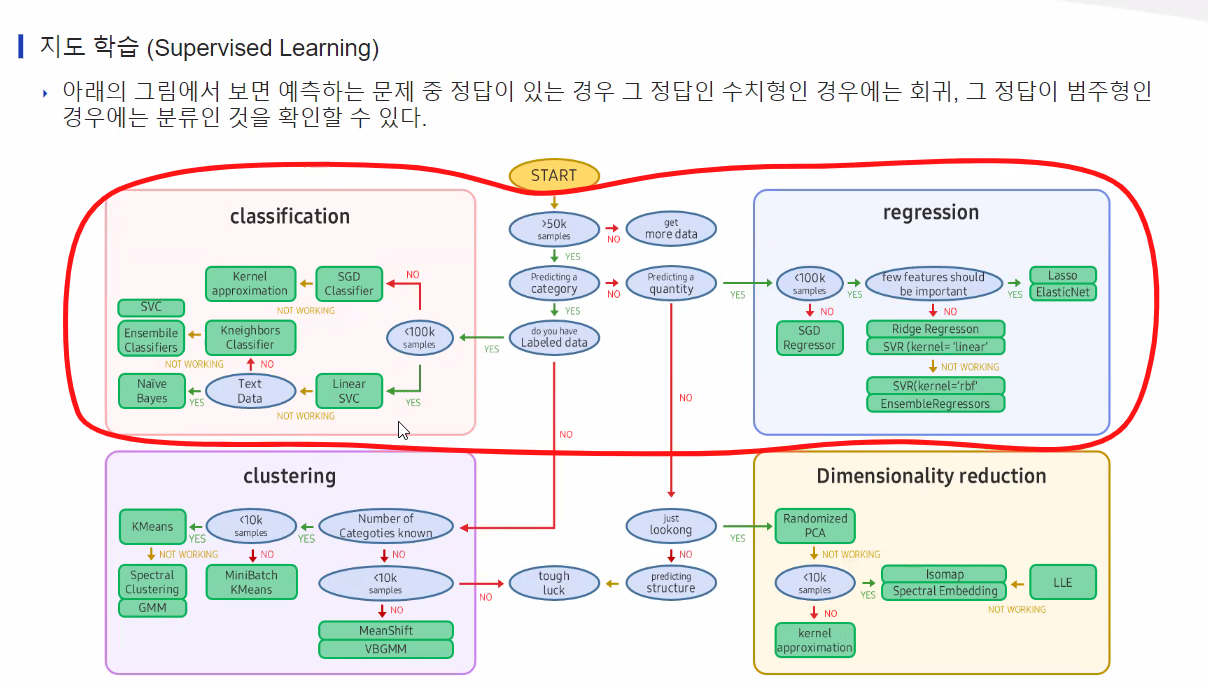 지도 학습 (Supervised Learning)
아래의 그림에서 보면 예측하는 문제 중 정답이 있는 경우 그 정답인 수치형인 경우에는 회귀, 그 정답이 범주형인
경우에는 분류인 것을 확인할 수 있다.
START
>50k
samples
NO
get
more data
YES
Predicting a
category
NO
Predicting a
quantity
YES
YES
do you have
Labeled data
YES
NO
NO
classification
Kernel
approximation
SGD
Classifier
NO
NOT WORKING
SVC
Ensembile
Classifiers
Kneighbors
Classifier
<100k
samples
NOT WORKING
NO
Naïve
Bayes
YES
Text
Data
Linear
SVC
YES
NOT WORKING
regression
<100k
samples
YES
few features should
be important
YES
Lasso
ElasticNet
NO
NO
SGD
Regressor
Ridge Regresson
SVR (kernel= 'linear'
NOT WORKING
SVR(kernel='rbf'
EnsembleRegressors
clustering
KMeans
YES
<10k
samples
YES
Number of
Categoties known
NOT WORKING
NO
NO
Spectral
Clustering
GMM
MiniBatch
KMeans
<10k
samples
NO
NO
MeanShift
VBGMM
tough
luck
just
lookong
YES
NO
predicting
structure
Dimensionality reduction
Randomized
PCA
NOT WORKING
<10k
samples
YES
Isomap
Spectral Embedding
LLE
NOT WORKING
NO
kernel
approximation